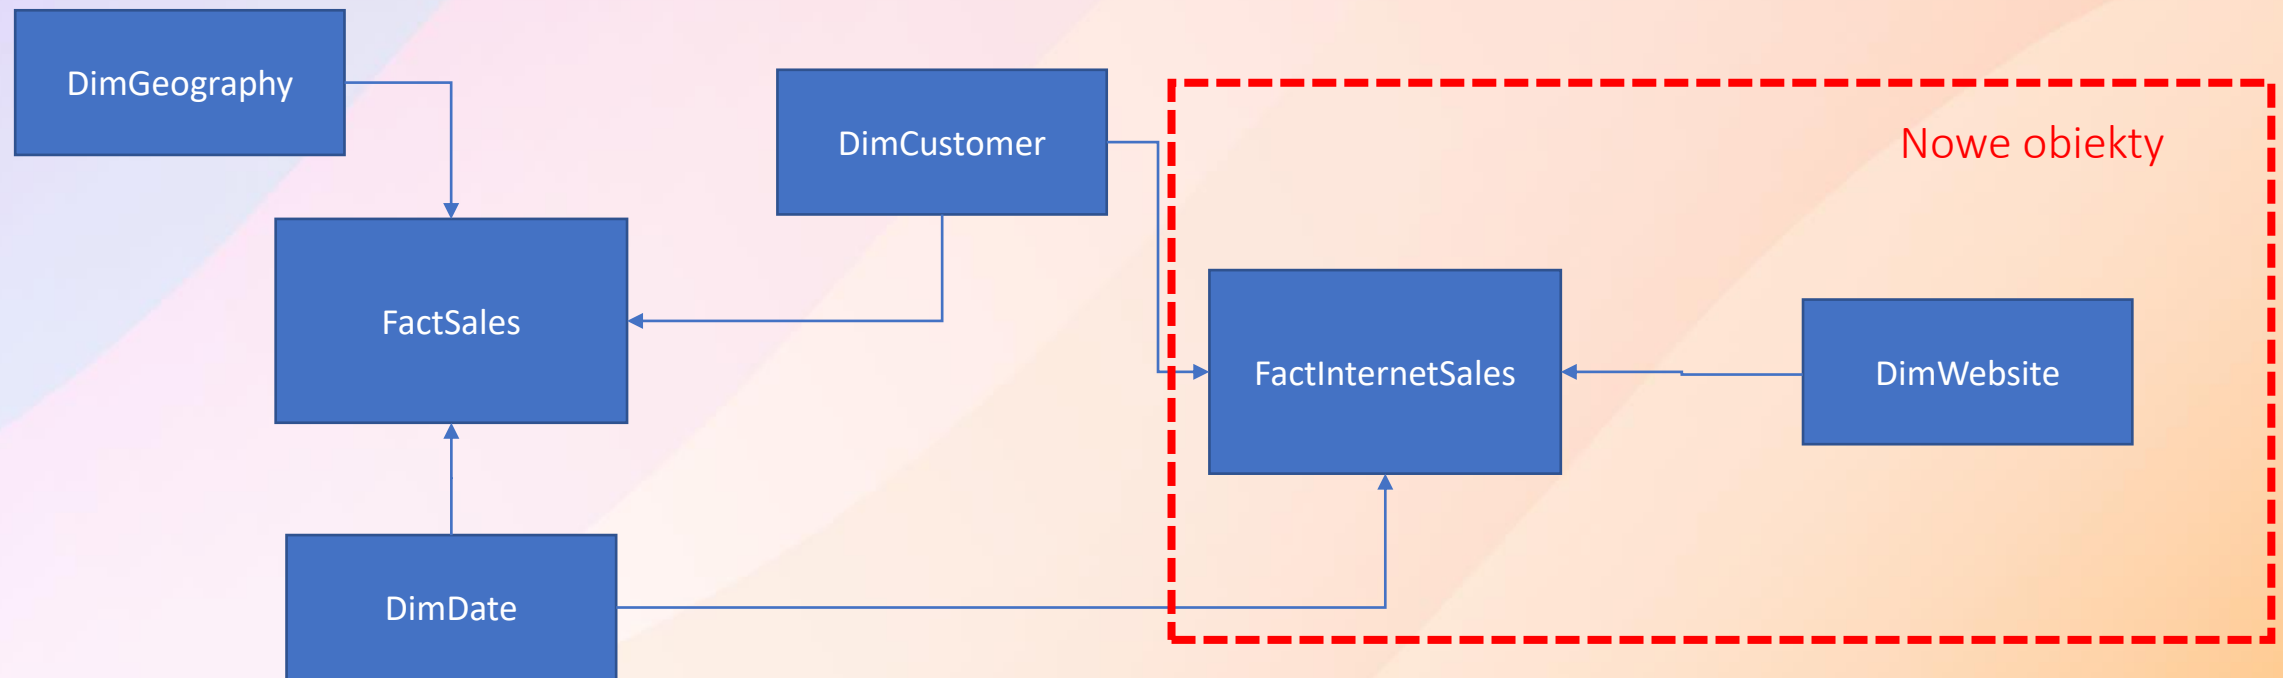 DimGeography
DimCustomer
Nowe obiekty
FactSales
FactInternetSales
DimWebsite
DimDate